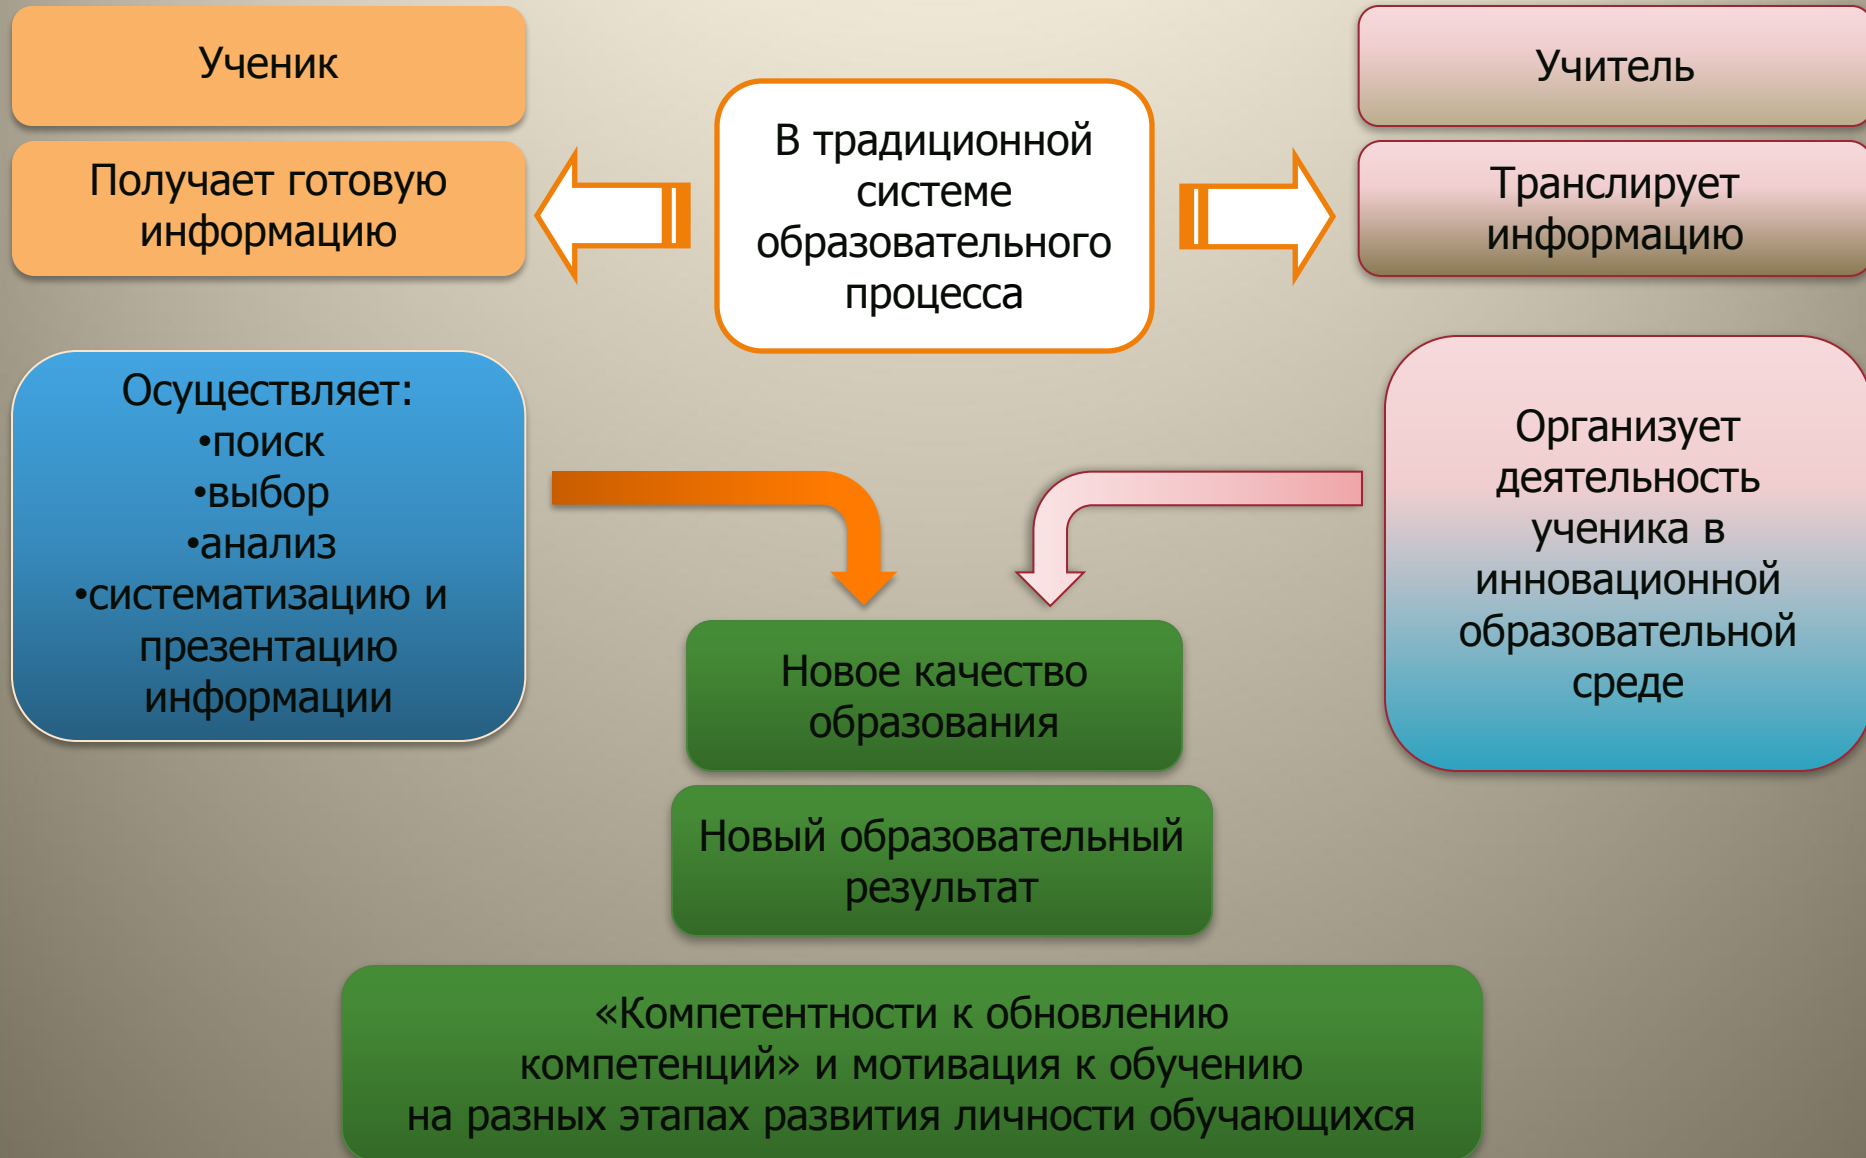 Ученик
Получает готовую
информацию
В традиционной
системе
образовательного
процесса
Учитель
Транслирует
информацию
Осуществляет:
•поиск
•выбор
•анализ
•систематизацию и
презентацию
информации
Организует
деятельность
ученика в
инновационной
образовательной
среде
Новое качество
образования
Новый образовательный
результат
«Компетентности к обновлению
компетенций» и мотивация к обучению
на разных этапах развития личности обучающихся